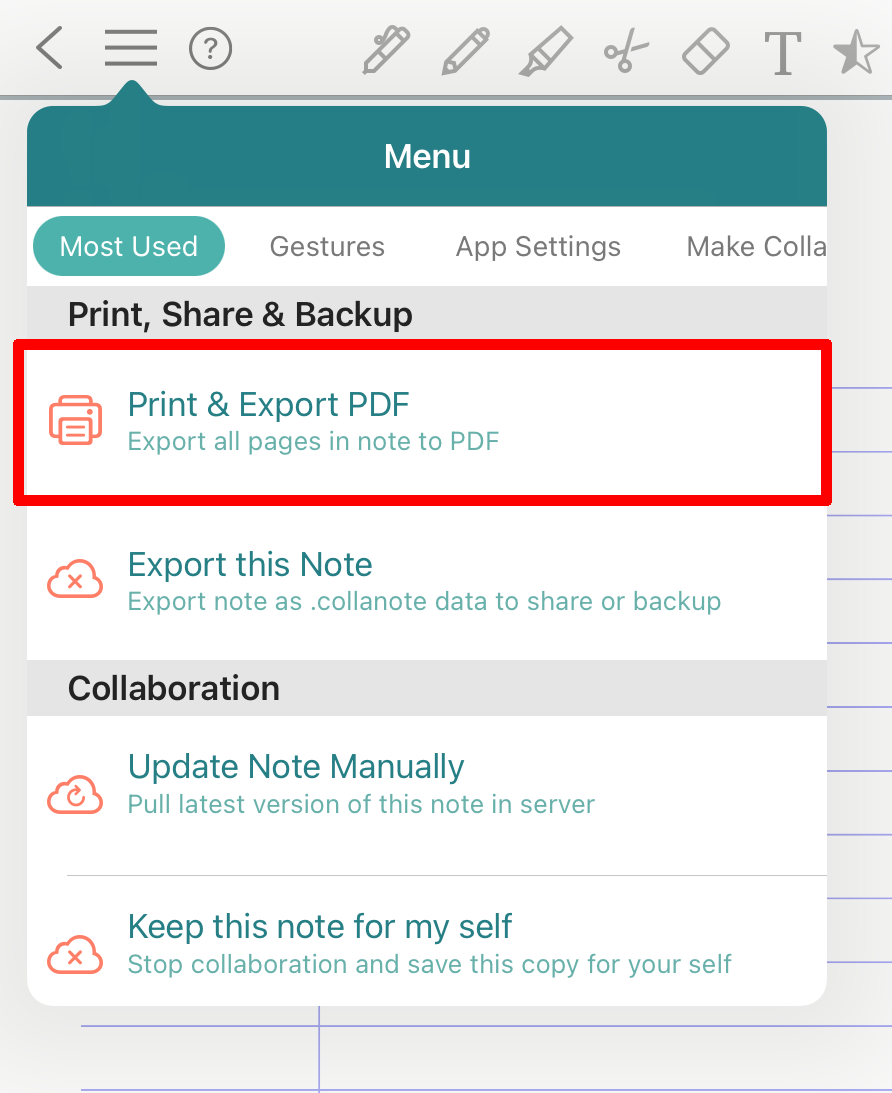 ?
T
Menu
Most Used Gestures App Settings Make Colla
Print, Share & Backup
Print & Export PDF
Export all pages in note to PDF
Export this Note
Export note as .collanote data to share or backup
Collaboration
Update Note Manually
Pull latest version of this note in server
Keep this note for my self
Stop collaboration and save this copy for your self